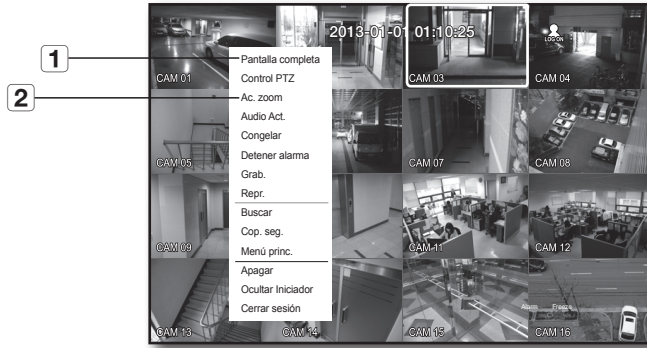 1
2
2013-01-01 01:10:25
LOG ON
CAM 01
CAM 03
CAM 04
Pantalla completa
Control PTZ
Ac. zoom
Audio Act.
Congelar
Detener alarma
Grab.
Repr.
Buscar
Cop. seg.
Menú princ.
Apagar
Ocultar Iniciador
Cerrar sesión
CAM 05
CAM 07
CAM 08
CAM 09
CAM 11
CAM 12
Alarm Freeze
CAM 13
CAM 14
CAM 15
CAM 16